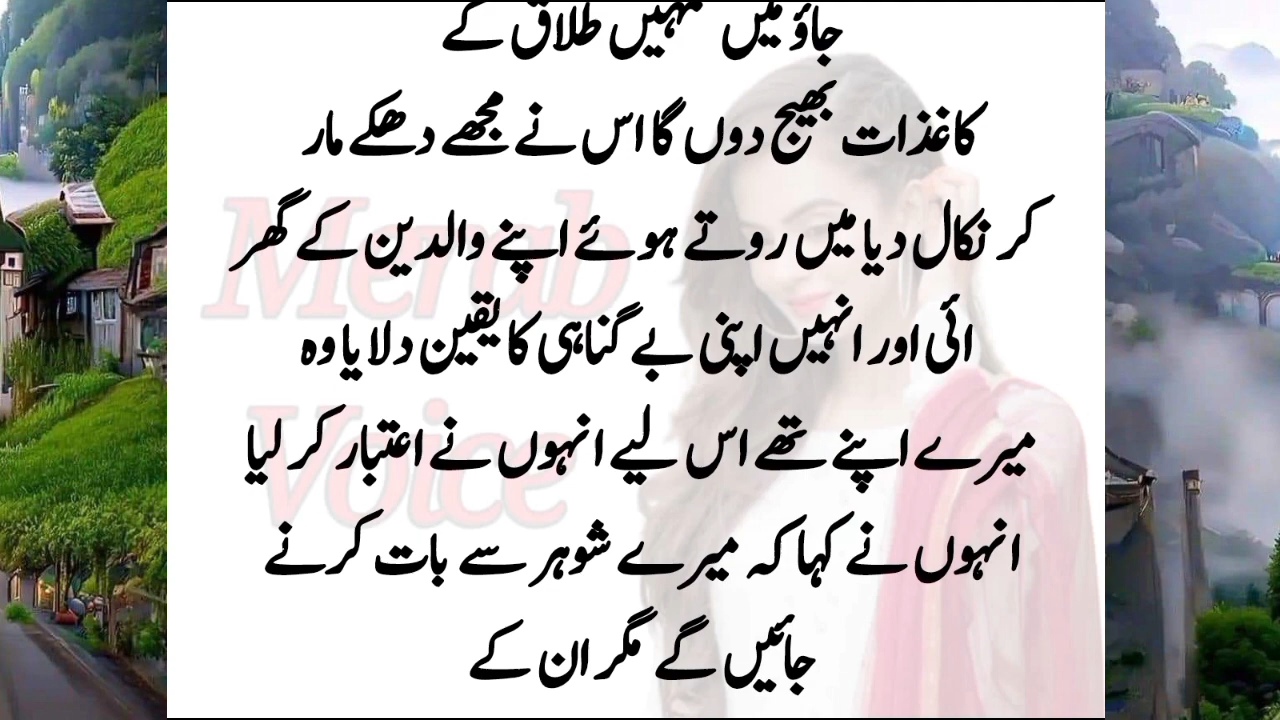 جاؤ میں تمہیں طلاق کے
کاغذات بھیج دوں گا اس نے مجھے دھکے مار
کر نکال دیا میں روتے ہوئے اپنے والدین کے گھر
ائی اور انہیں اپنی بے گناہی کا یقین دلایا وہ
میرے اپنے تھے اس لیے انہوں نے اعتبار کر لیا
انہوں نے کہا کہ میرے شوہر سے بات کرنے
جائیں گے مگر ان کے
Merab
Voice